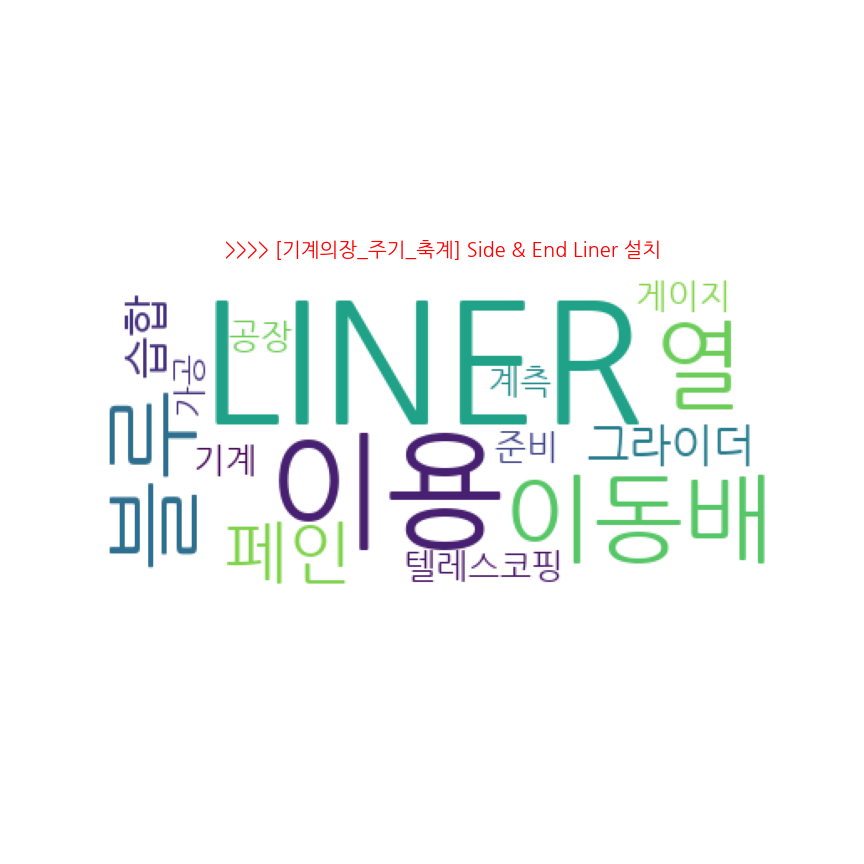 >>>> [기계의장_주기_축계] Side & End Liner 설치
게이지
LINER
습합
공장
열
가공
계측
블루
기계
이용
준비
그라이더
페인
이동배
텔레스코핑